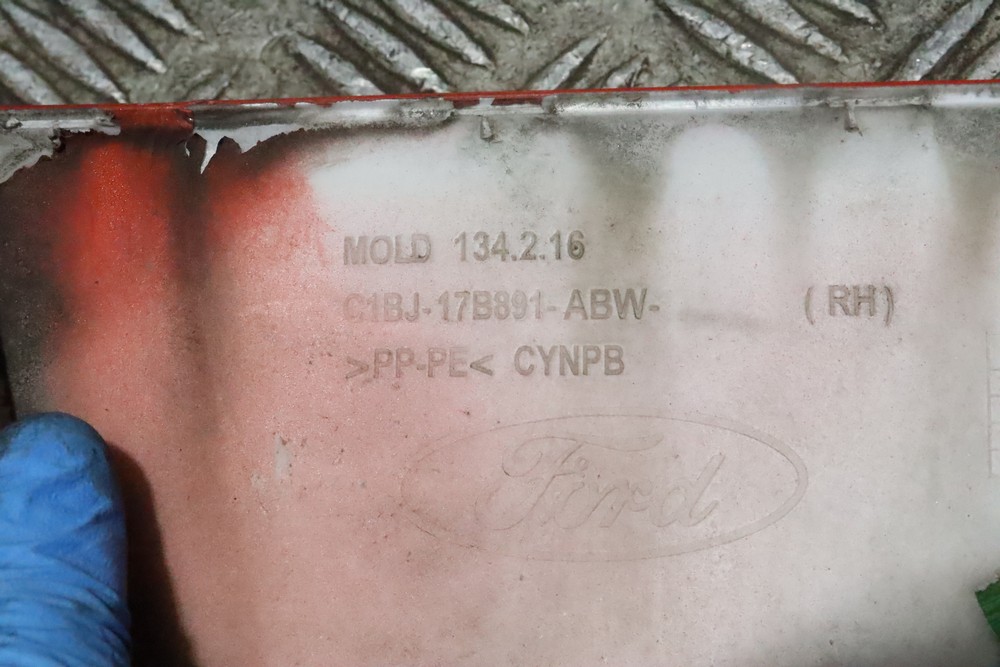 MOLD 134.2.16
C1BJ-17B891-ABW- (RH)
>PP-PE< CYNPB
Ford